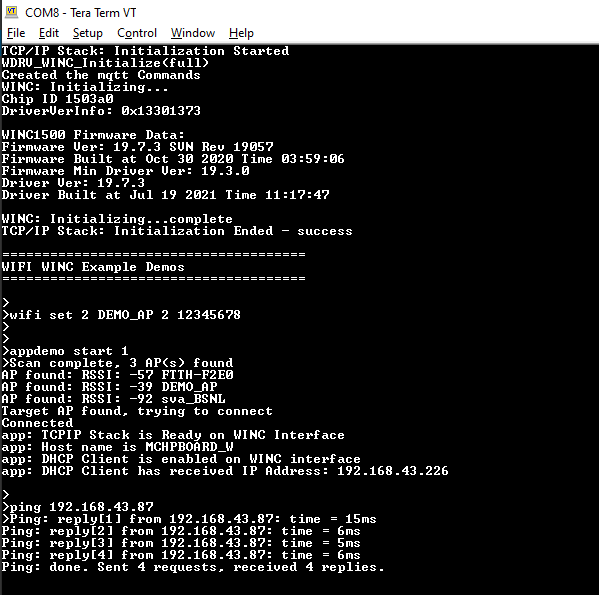 COM8 - Tera Term VT
File Edit Setup Control Window Help
TCP/IP Stack: Initialization Started
WDRV_WINC_Initialize(full)
Created the mqtt Commands
WINC: Initializing...
Chip ID 1503a0
DriverVerInfo: 0x13301373
WINC1500 Firmware Data:
Firmware Ver: 19.7.3 SVN Rev 19057
Firmware Built at Oct 30 2020 Time 03:59:06
Firmware Min Driver Ver: 19.3.0
Driver Ver: 19.7.3
Driver Built at Jul 19 2021 Time 11:17:47
WINC: Initializing...complete
TCP/IP Stack: Initialization Ended - success
======================================
WIFI WINC Example Demos
======================================
>
>wifi set 2 DEMO_AP 2 12345678
>
>
>appdemo start 1
>Scan complete, 3 AP(s) found
AP found: RSSI: -57 FTTH-F2E0
AP found: RSSI: -39 DEMO_AP
AP found: RSSI: -92 sva_BSNL
Target AP found, trying to connect
Connected
app: TCPIP Stack is Ready on WINC Interface
app: Host name is MCHPBOARD_W
app: DHCP Client is enabled on WINC interface
app: DHCP Client has received IP Address: 192.168.43.226
>
>ping 192.168.43.87
>Ping: reply[1] from 192.168.43.87: time = 15ms
Ping: reply[2] from 192.168.43.87: time = 6ms
Ping: reply[3] from 192.168.43.87: time = 5ms
Ping: reply[4] from 192.168.43.87: time = 6ms
Ping: done. Sent 4 requests, received 4 replies.